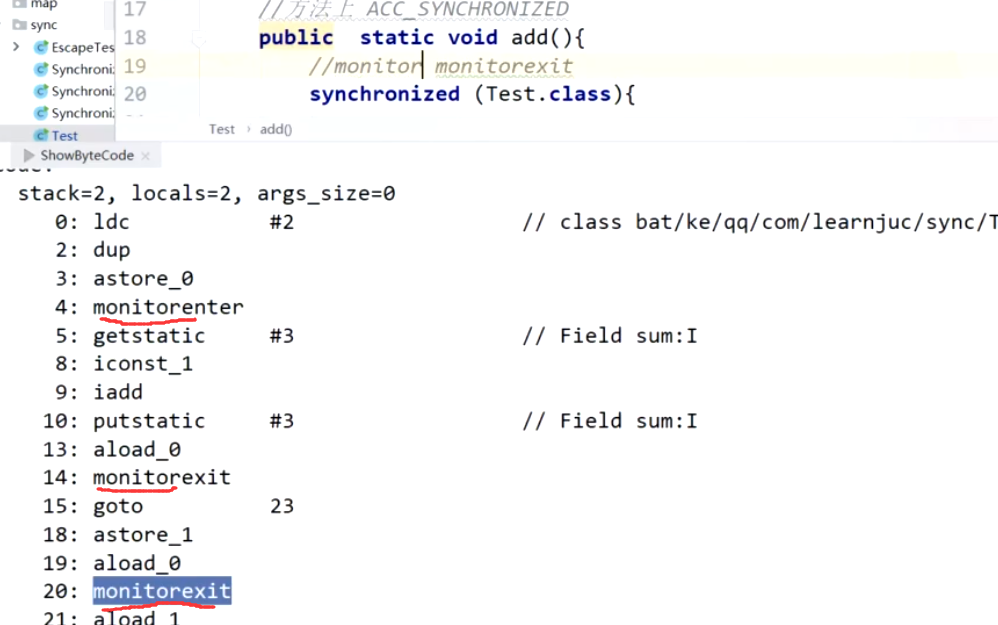 map
17 //方法上 ACC_SYNCHRONIZED
sync
18 public static void add(){
EscapeTes
19 //monitor monitorexit
Synchroni
Synchroni
20 synchronized (Test.class){
Synchroni
Test
Test › add()
ShowByteCode ×
stack=2, locals=2, args_size=0
0: ldc #2 // class bat/ke/qq/com/learnjuc/sync/T
2: dup
3: astore_0
4: monitorenter
5: getstatic #3 // Field sum:I
8: iconst_1
9: iadd
10: putstatic #3 // Field sum:I
13: aload_0
14: monitorexit
15: goto 23
18: astore_1
19: aload_0
20: monitorexit
21: aload_1